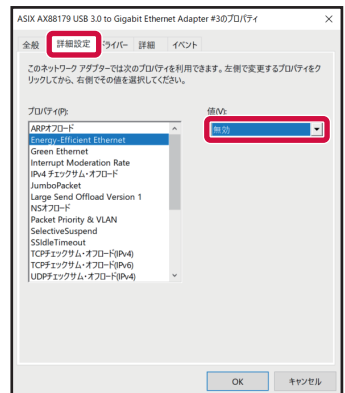 ASIX AX88179 USB 3.0 to Gigabit Ethernet Adapter #3のプロパティ
全般 詳細設定 ドライバー 詳細 イベント
このネットワーク アダプターでは次のプロパティを利用できます。左側で変更するプロパティをク
リックしてから、右側でその値を選択してください。
プロパティ(P):
値(V):
ARPオフロード
無効
Energy-Efficient Ethernet
Green Ethernet
Interrupt Moderation Rate
IPv4 チェックサム・オフロード
JumboPacket
Large Send Offload Version 1
NSオフロード
Packet Priority & VLAN
SelectiveSuspend
SSIdleTimeout
TCPチェックサム・オフロード(IPv4)
TCPチェックサム・オフロード(IPv6)
UDPチェックサム・オフロード(IPv4)
OK キャンセル